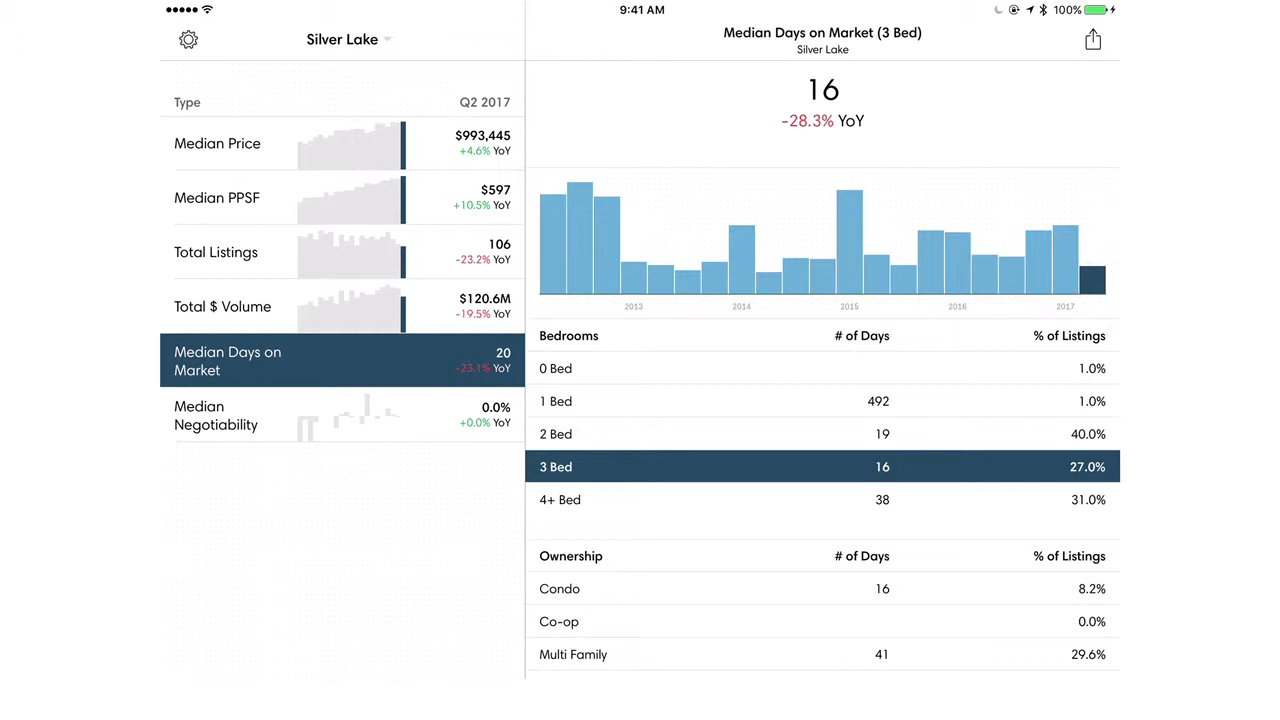 9:41 AM
100%
Silver Lake
Median Days on Market (3 Bed)
Silver Lake
Type Q2 2017
Median Price $993,445
+4.6% YoY
Median PPSF $597
+10.5% YoY
Total Listings 106
-23.2% YoY
Total $ Volume $120.6M
-19.5% YoY
Median Days on
Market
20
-23.1% YoY
Median
Negotiability
0.0%
+0.0% YoY
16
-28.3% YoY
2013 2014 2015 2016 2017
Bedrooms # of Days % of Listings
0 Bed 1.0%
1 Bed 492 1.0%
2 Bed 19 40.0%
3 Bed 16 27.0%
4+ Bed 38 31.0%
Ownership # of Days % of Listings
Condo 16 8.2%
Co-op 0.0%
Multi Family 41 29.6%